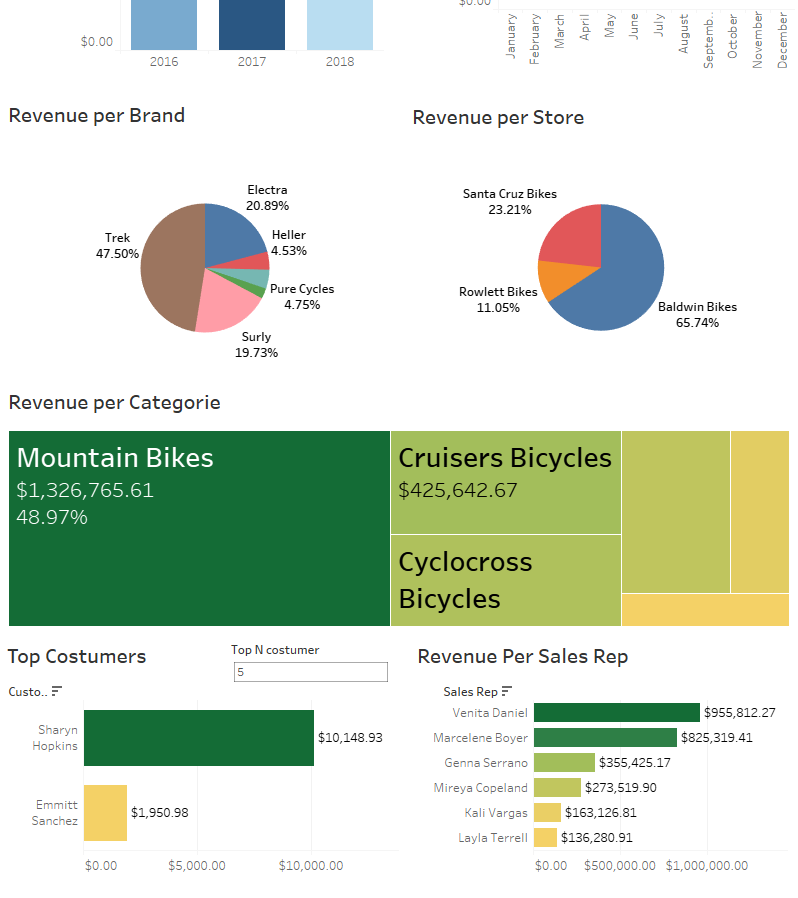 $0.00
2016
2017
2018
$0.00
January
February
March
April
May
June
July
August
Septemb..
October
November
December
Revenue per Brand
Revenue per Store
Electra
20.89%
Heller
4.53%
Pure Cycles
4.75%
Surly
19.73%
Trek
47.50%
Santa Cruz Bikes
23.21%
Rowlett Bikes
11.05%
Baldwin Bikes
65.74%
Revenue per Categorie
Mountain Bikes
$1,326,765.61
48.97%
Cruisers Bicycles
$425,642.67
Cyclocross
Bicycles
Top Costumers
Top N costumer
5
Custo..
Sharyn
Hopkins
$10,148.93
Emmitt
Sanchez
$1,950.98
$0.00
$5,000.00
$10,000.00
Revenue Per Sales Rep
Sales Rep
Venita Daniel
$955,812.27
Marcelene Boyer
$825,319.41
Genna Serrano
$355,425.17
Mireya Copeland
$273,519.90
Kali Vargas
$163,126.81
Layla Terrell
$136,280.91
$0.00
$500,000.00
$1,000,000.00